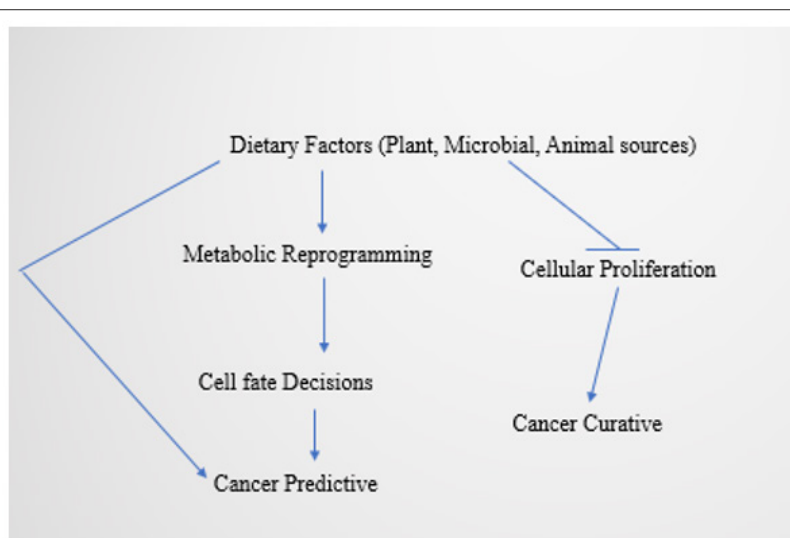 Dietary Factors (Plant, Microbial, Animal sources)
Metabolic Reprogramming
Cellular Proliferation
Cell fate Decisions
Cancer Curative
Cancer Predictive